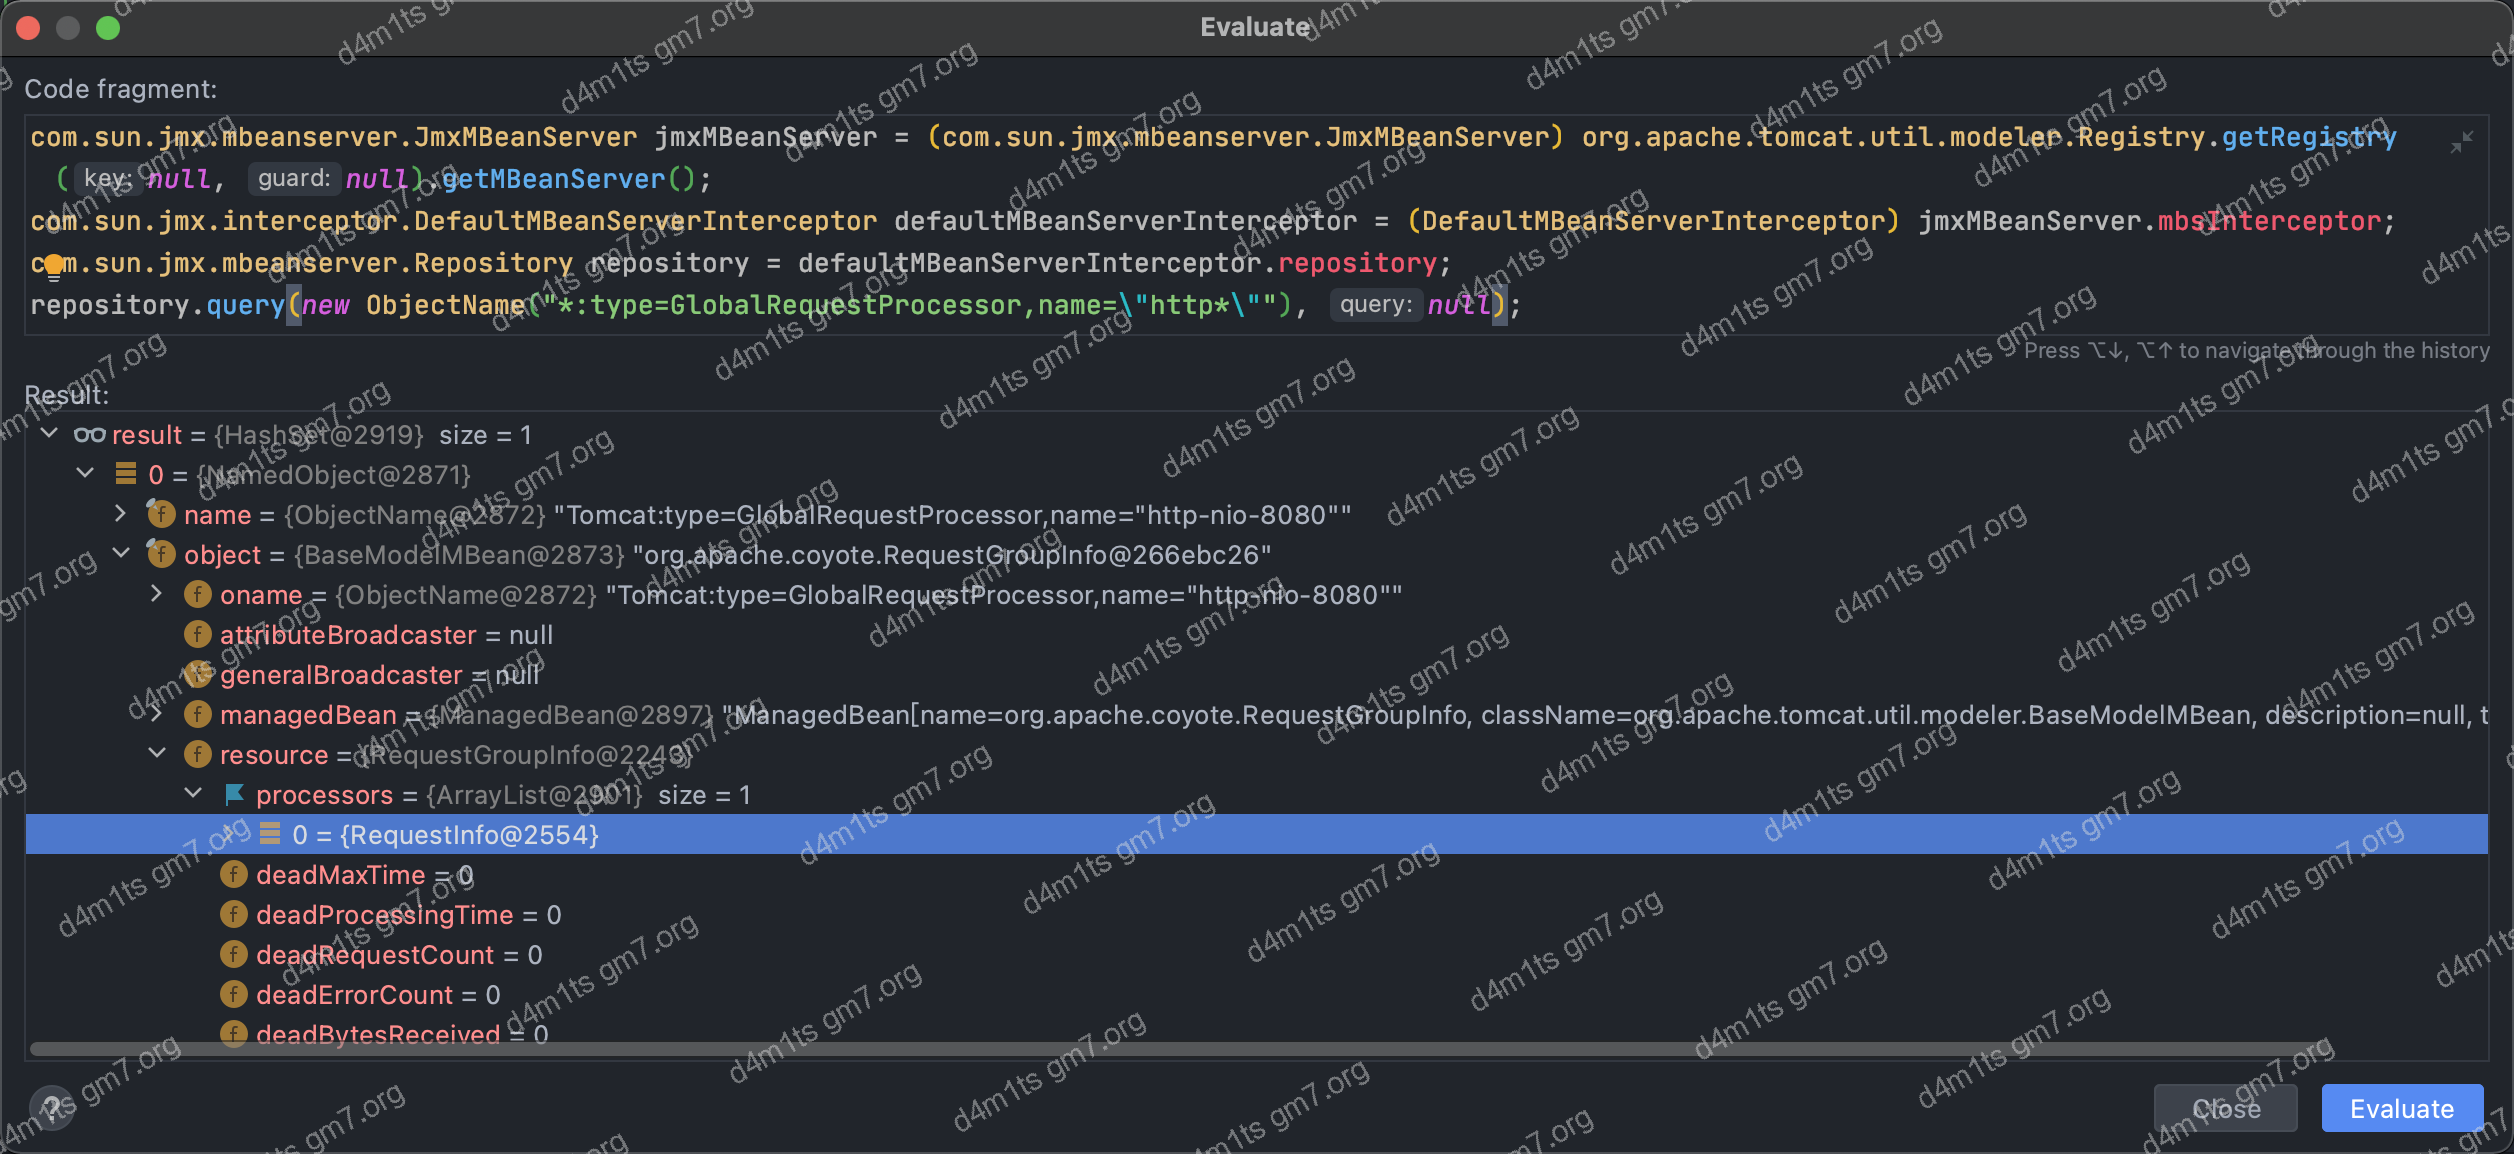 Evaluate
Code fragment:
com.sun.jmx.mbeanserver.JmxMBeanServer jmxMBeanServer = (com.sun.jmx.mbeanserver.JmxMBeanServer) org.apache.tomcat.util.modeler.Registry.getRegistry
( key: null, guard: null).getMBeanServer();
com.sun.jmx.interceptor.DefaultMBeanServerInterceptor defaultMBeanServerInterceptor = (DefaultMBeanServerInterceptor) jmxMBeanServer.mbsInterceptor;
com.sun.jmx.mbeanserver.Repository repository = defaultMBeanServerInterceptor.repository;
repository.query(new ObjectName("*:type=GlobalRequestProcessor,name=\"http*\""), query: null);
Press ⌥↓, ⌥↑ to navigate through the history
Result:
result = {HashSet@2919} size = 1
0 = {NamedObject@2871}
name = {ObjectName@2872} "Tomcat:type=GlobalRequestProcessor,name="http-nio-8080""
object = {BaseModelMBean@2873} "org.apache.coyote.RequestGroupInfo@266ebc26"
oname = {ObjectName@2872} "Tomcat:type=GlobalRequestProcessor,name="http-nio-8080""
attributeBroadcaster = null
generalBroadcaster = null
managedBean = {ManagedBean@2897} "ManagedBean[name=org.apache.coyote.RequestGroupInfo, className=org.apache.tomcat.util.modeler.BaseModelMBean, description=null, t
resource = {RequestGroupInfo@2243}
processors = {ArrayList@2901} size = 1
0 = {RequestInfo@2554}
deadMaxTime = 0
deadProcessingTime = 0
deadRequestCount = 0
deadErrorCount = 0
deadBytesReceived = 0
?
Close
Evaluate
d4m1ts gm7.org